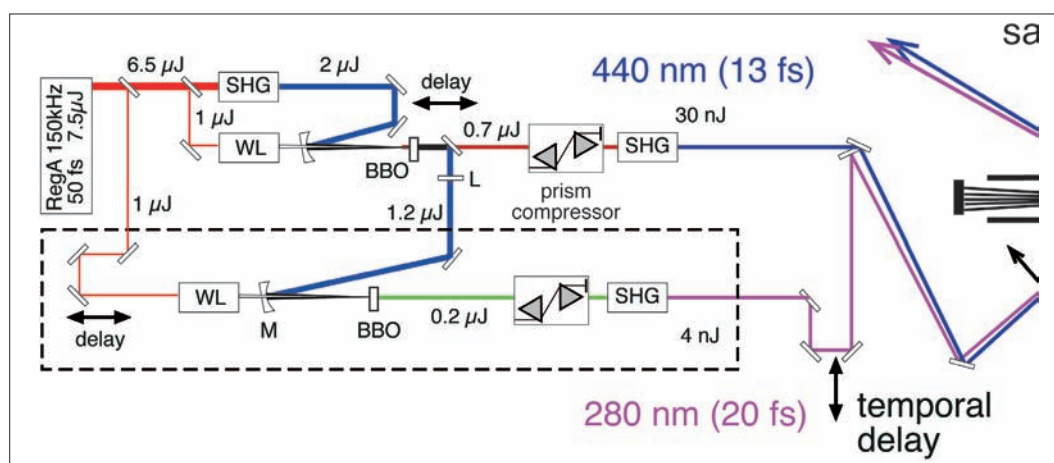 sa
6.5 µJ
2 µJ
delay
440 nm (13 fs)
RegA 150kHz
50 fs 7.5µJ
SHG
1 µJ
WL
BBO
0.7 µJ
prism
compressor
SHG
30 nJ
L
1 µJ
1.2 µJ
WL
M
BBO
0.2 µJ
SHG
4 nJ
delay
280 nm (20 fs)
temporal
delay